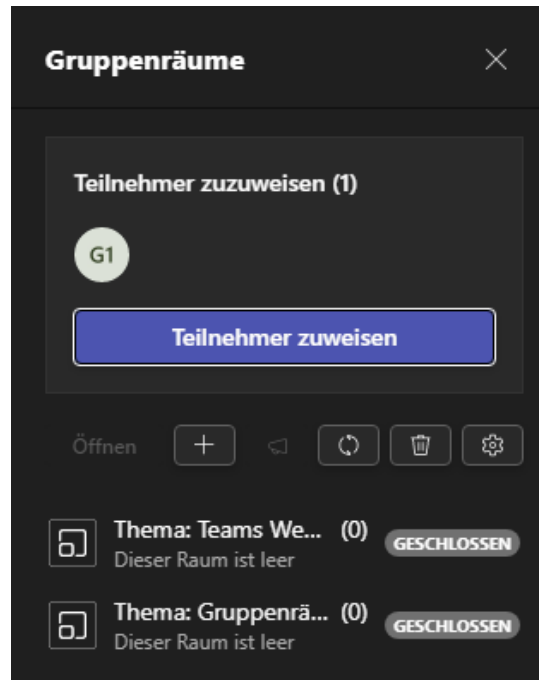 Gruppenräume
Teilnehmer zuzuweisen (1)
G1
Teilnehmer zuweisen
Öffnen
Thema: Teams We... (0) GESCHLOSSEN
Dieser Raum ist leer
Thema: Gruppenrä... (0) GESCHLOSSEN
Dieser Raum ist leer